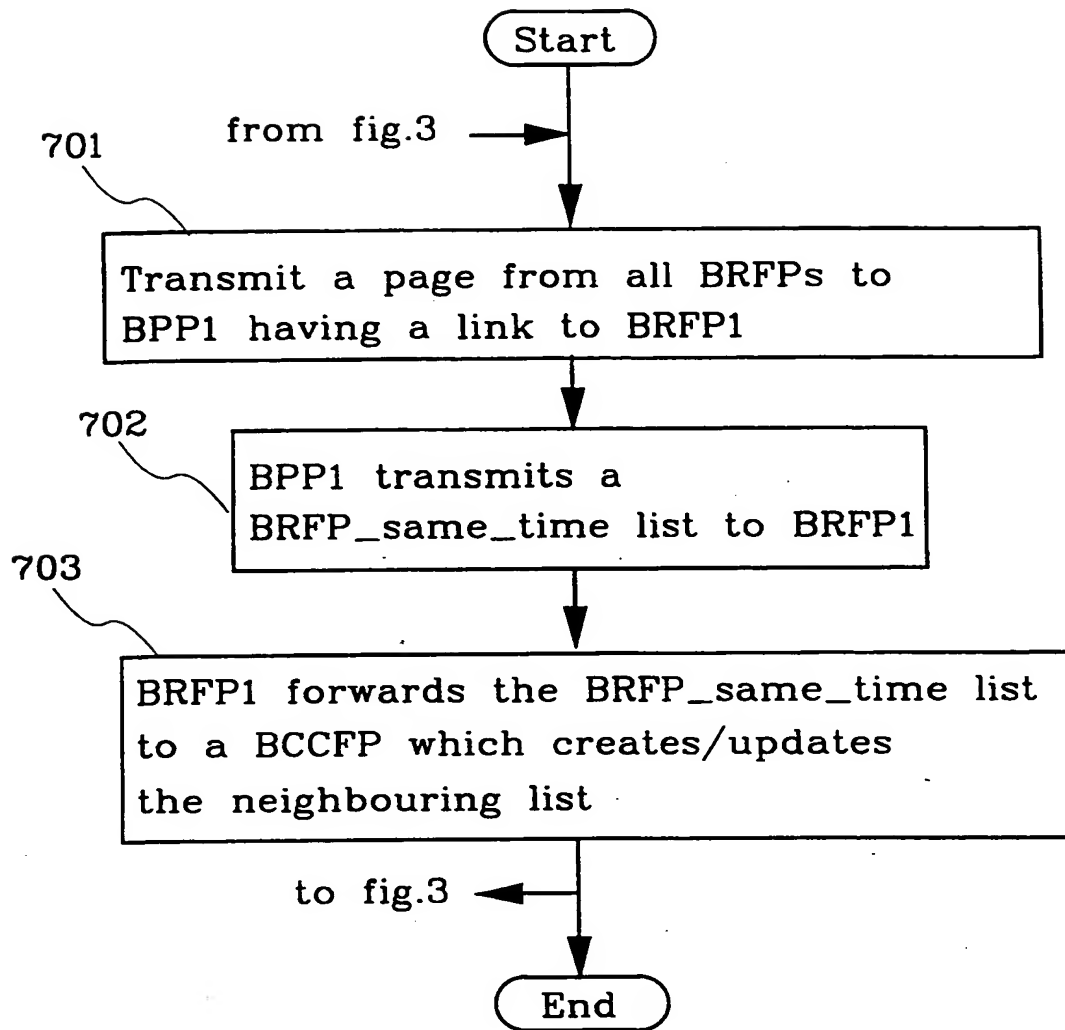 Start
from fig.3
701
Transmit a page from all BRFPs to
BPP1 having a link to BRFP1
702
BPP1 transmits a
BRFP_same_time list to BRFP1
703
BRFP1 forwards the BRFP_same_time list
to a BCCFP which creates/updates
the neighbouring list
to fig.3
End